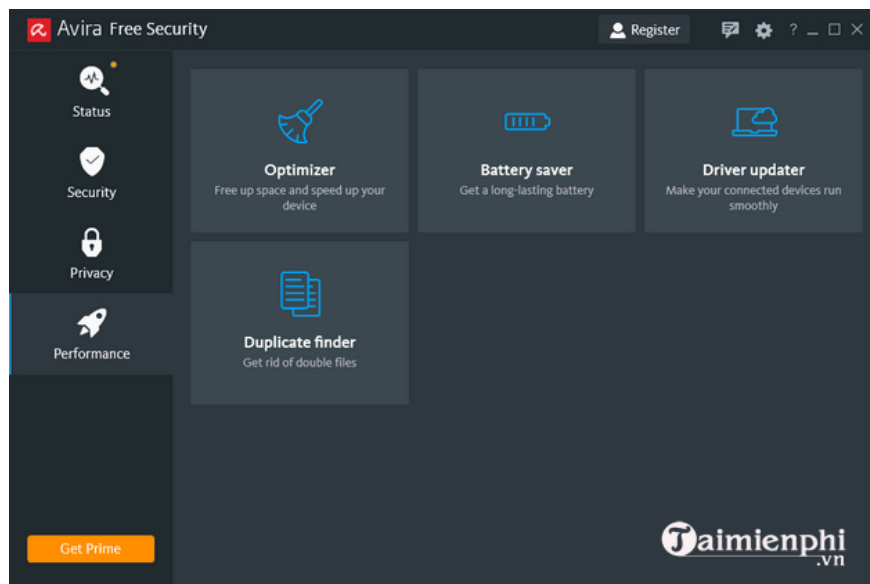 Avira Free Security
Register
?
Status
Security
Privacy
Performance
Get Prime
Optimizer
Free up space and speed up your
device
Battery saver
Get a long-lasting battery
Driver updater
Make your connected devices run
smoothly
Duplicate finder
Get rid of double files
Taimienphi
.vn